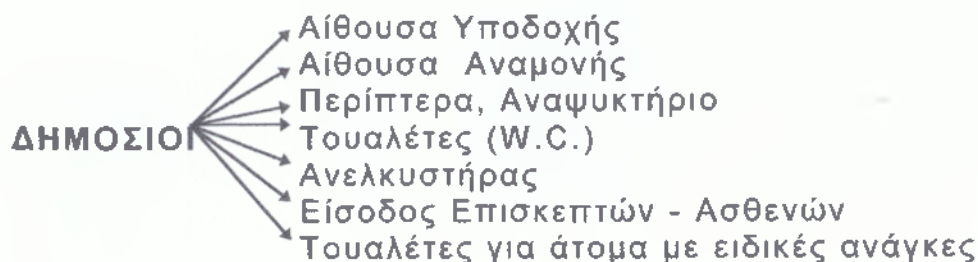 Αίθουσα Υποδοχής
Αίθουσα Αναμονής
Περίπτερα, Αναψυκτήριο
ΔΗΜΟΣΙΟΙ
Τουαλέτες (W.C.)
Ανελκυστήρας
Είσοδος Επισκεπτών - Ασθενών
Τουαλέτες για άτομα με ειδικές ανάγκες